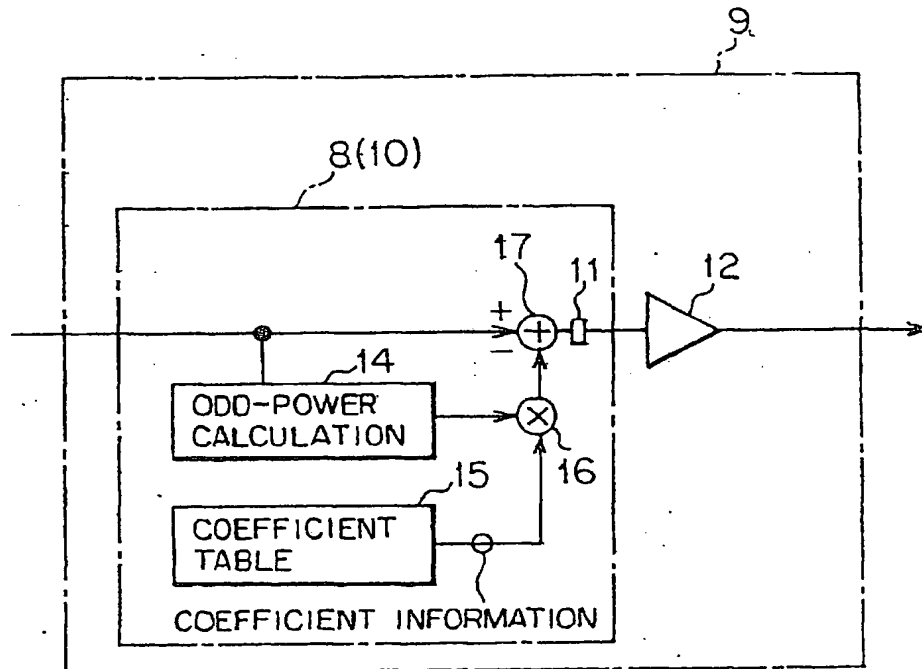 9
8(10)
17
11
12
+
+
−
14
ODD-POWER
CALCULATION
×
16
15
COEFFICIENT
TABLE
COEFFICIENT INFORMATION